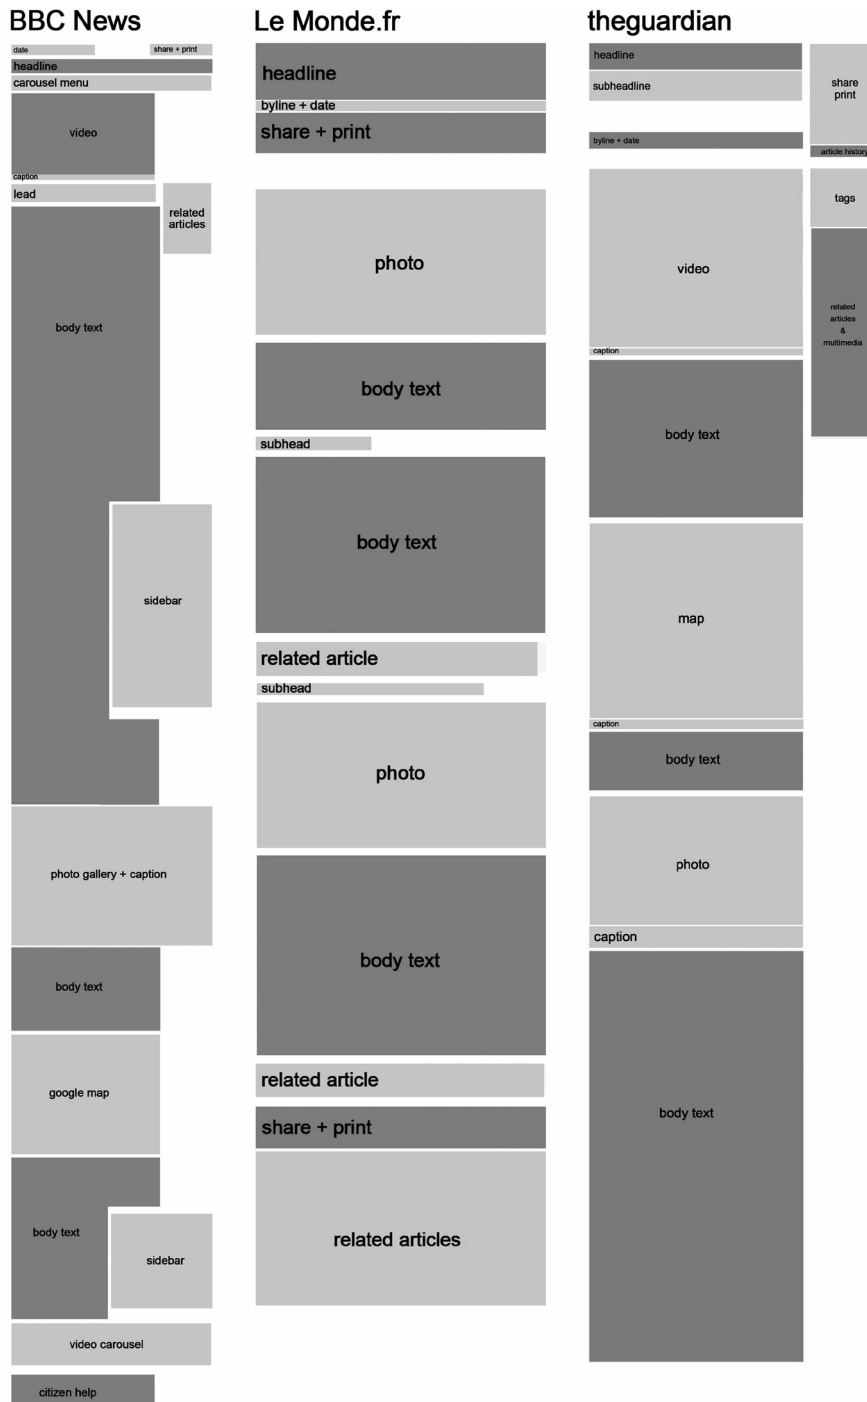 BBC News
date
share + print
headline
carousel menu
video
caption
lead
related
articles
body text
sidebar
photo gallery + caption
body text
google map
body text
sidebar
video carousel
citizen help
Le Monde.fr
headline
byline + date
share + print
photo
body text
subhead
body text
related article
subhead
photo
body text
related article
share + print
related articles
theguardian
headline
subheadline
share
print
byline + date
article history
tags
video
related
articles
&
multimedia
caption
body text
map
caption
body text
photo
caption
body text